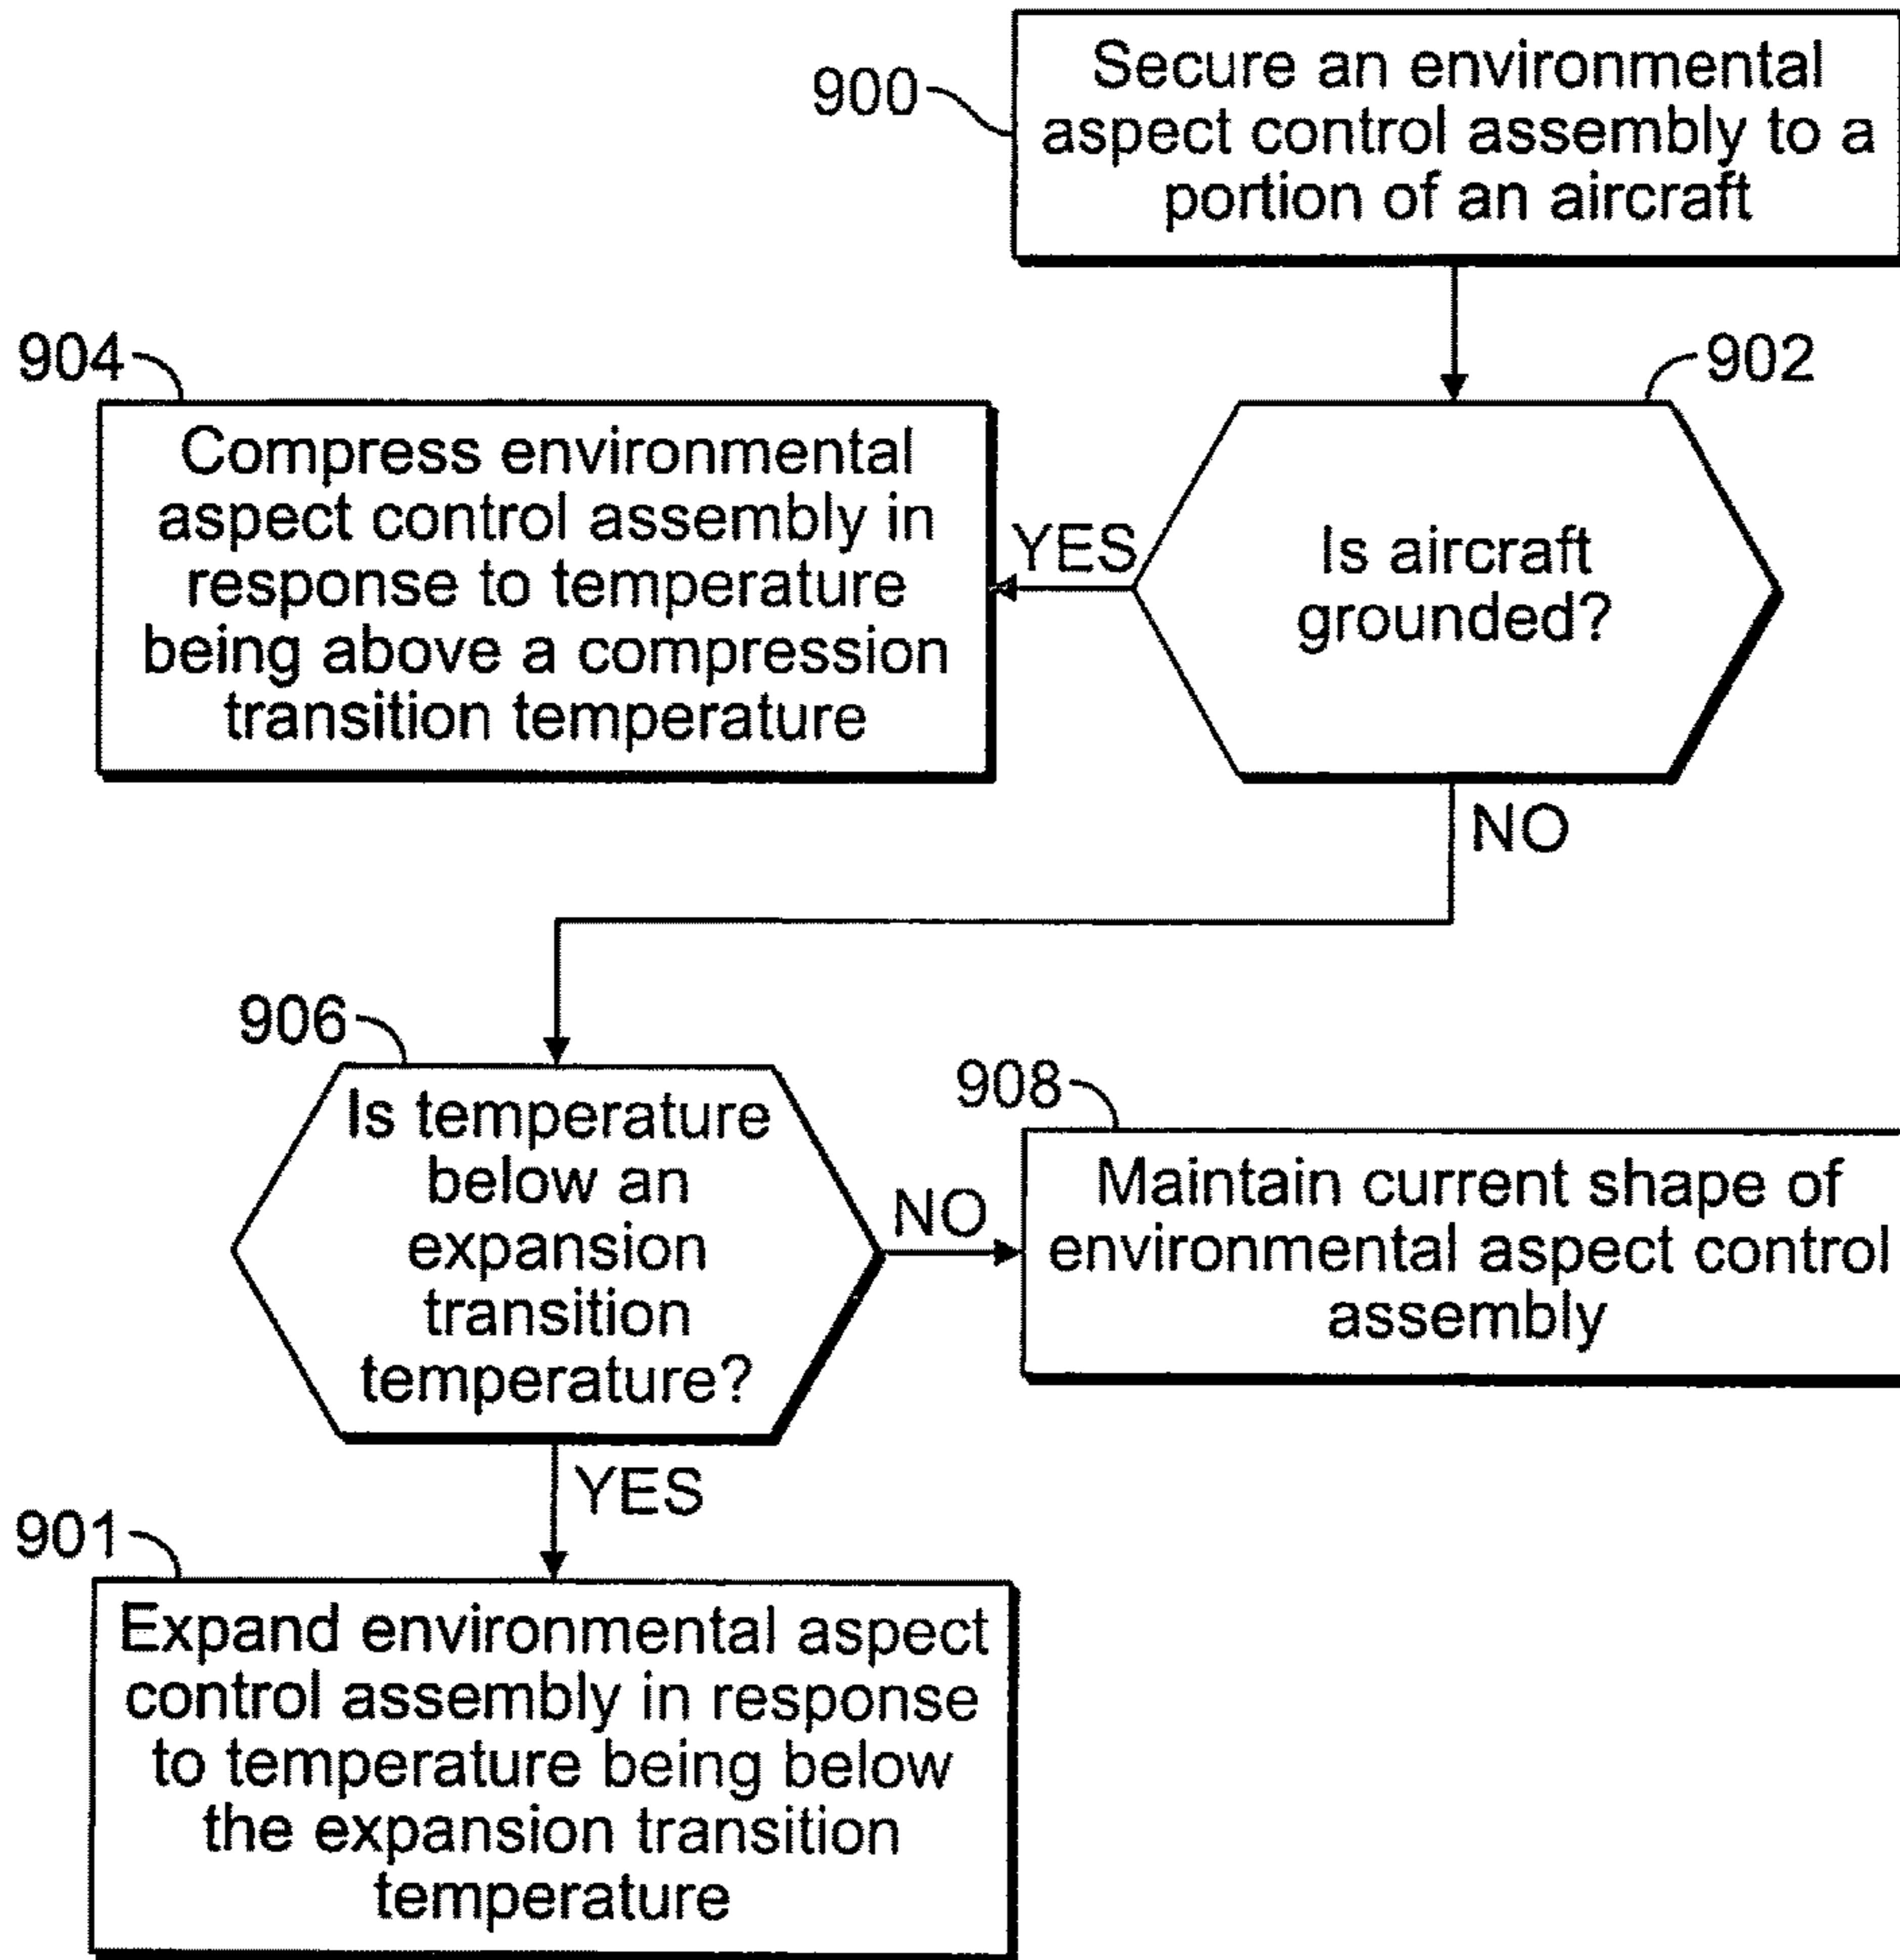 900
Secure an environmental
aspect control assembly to a
portion of an aircraft
902
Is aircraft
grounded?
YES
904
Compress environmental
aspect control assembly in
response to temperature
being above a compression
transition temperature
NO
906
Is temperature
below an
expansion
transition
temperature?
NO
908
Maintain current shape of
environmental aspect control
assembly
YES
901
Expand environmental aspect
control assembly in response
to temperature being below
the expansion transition
temperature